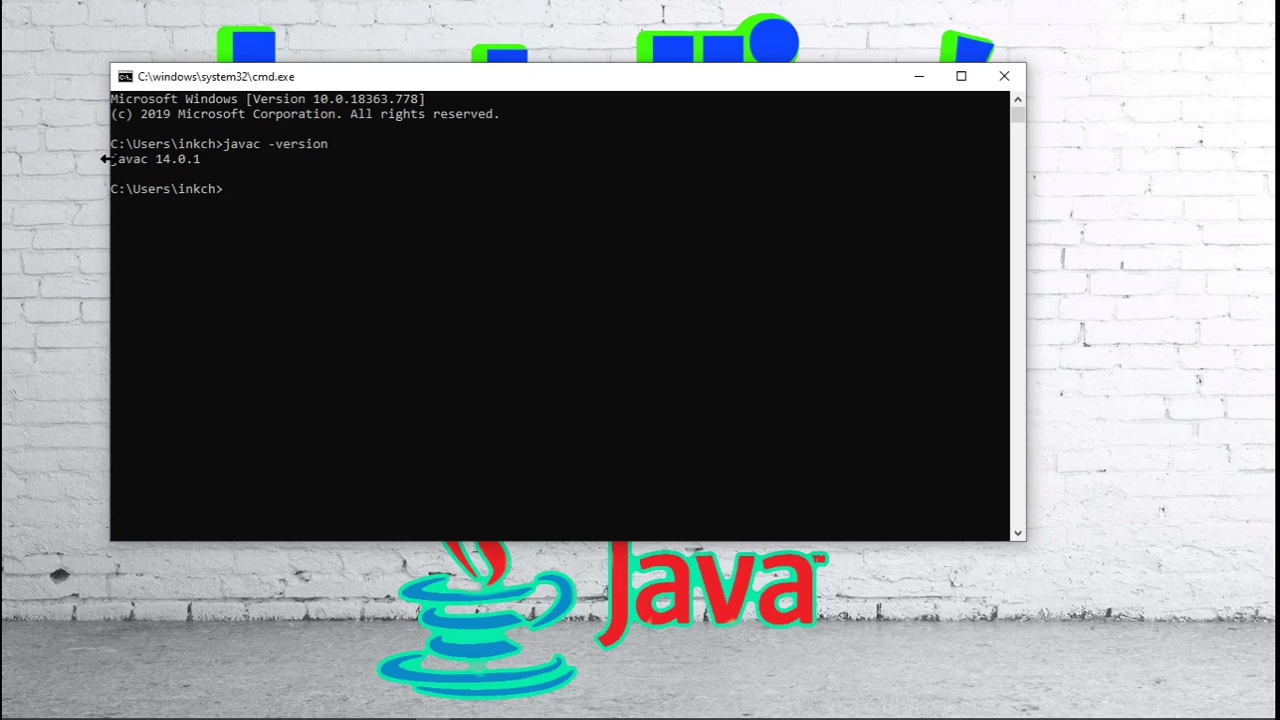 C:\windows\system32\cmd.exe
Microsoft Windows [Version 10.0.18363.778]
(c) 2019 Microsoft Corporation. All rights reserved.
C:\Users\inkch>javac -version
javac 14.0.1
C:\Users\inkch>
Java™